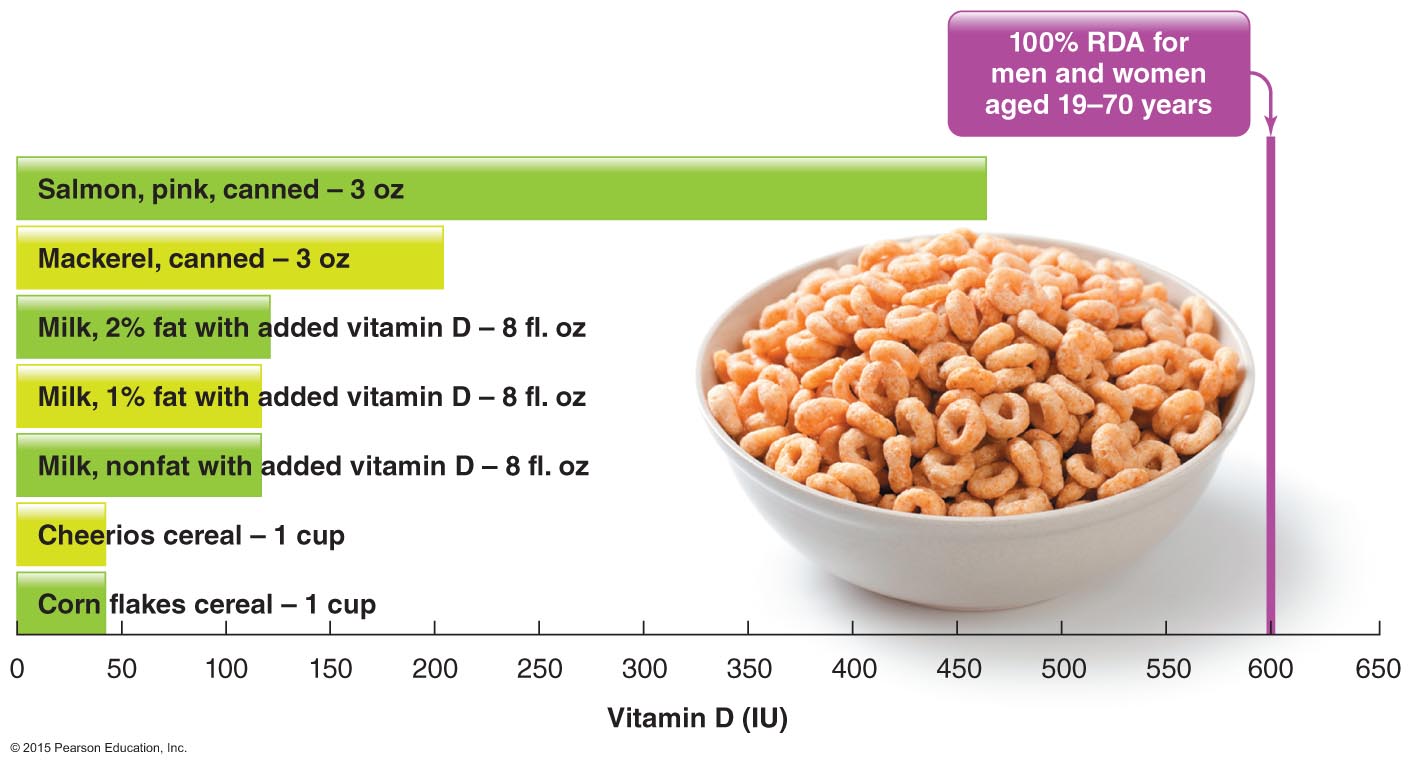 100% RDA for
men and women
aged 19–70 years
Salmon, pink, canned – 3 oz
Mackerel, canned – 3 oz
Milk, 2% fat with added vitamin D – 8 fl. oz
Milk, 1% fat with added vitamin D – 8 fl. oz
Milk, nonfat with added vitamin D – 8 fl. oz
Cheerios cereal – 1 cup
Corn flakes cereal – 1 cup
0 50 100 150 200 250 300 350 400 450 500 550 600 650
Vitamin D (IU)
© 2015 Pearson Education, Inc.